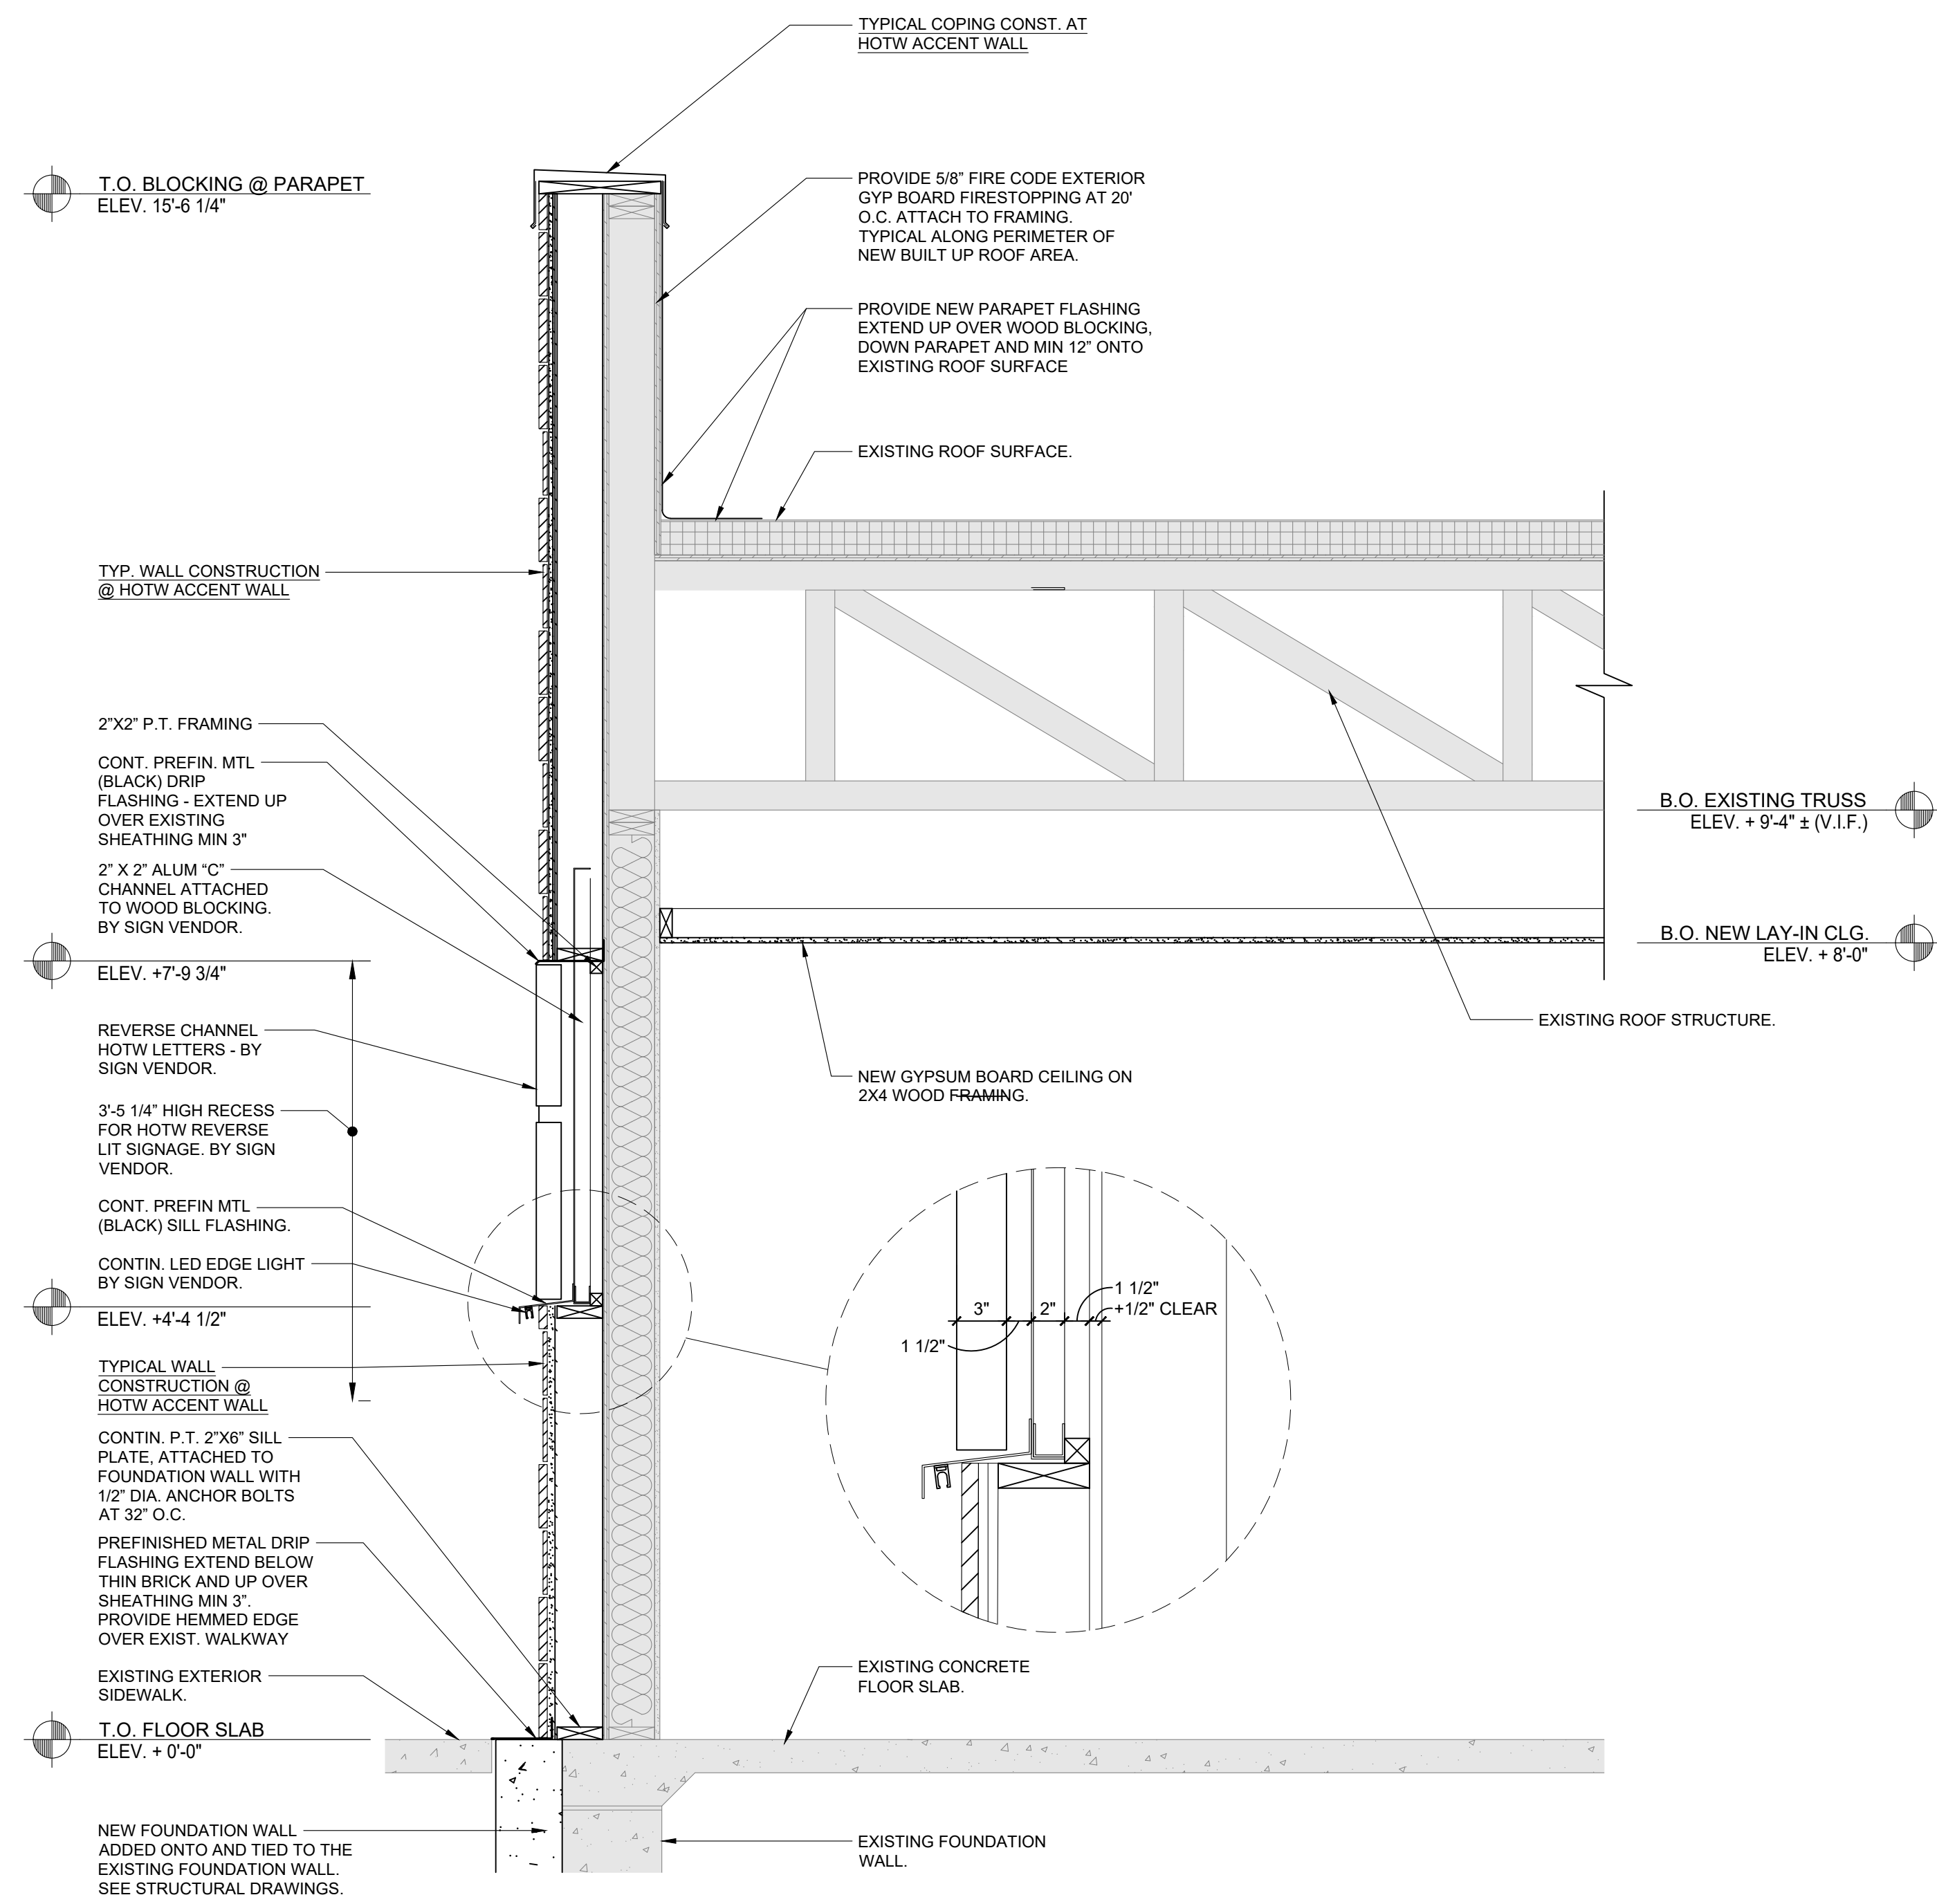 TYPICAL COPING CONST. AT
HOTW ACCENT WALL
T.O. BLOCKING @ PARAPET
ELEV. 15'-6 1/4"
PROVIDE 5/8” FIRE CODE EXTERIOR
GYP BOARD FIRESTOPPING AT 20'
O.C. ATTACH TO FRAMING.
TYPICAL ALONG PERIMETER OF
NEW BUILT UP ROOF AREA.
PROVIDE NEW PARAPET FLASHING
EXTEND UP OVER WOOD BLOCKING,
DOWN PARAPET AND MIN 12” ONTO
EXISTING ROOF SURFACE
EXISTING ROOF SURFACE.
TYP. WALL CONSTRUCTION
@ HOTW ACCENT WALL
2”X2” P.T. FRAMING
CONT. PREFIN. MTL
(BLACK) DRIP
FLASHING - EXTEND UP
OVER EXISTING
SHEATHING MIN 3"
2” X 2” ALUM “C”
CHANNEL ATTACHED
TO WOOD BLOCKING.
BY SIGN VENDOR.
ELEV. +7'-9 3/4"
REVERSE CHANNEL
HOTW LETTERS - BY
SIGN VENDOR.
3'-5 1/4” HIGH RECESS
FOR HOTW REVERSE
LIT SIGNAGE. BY SIGN
VENDOR.
CONT. PREFIN MTL
(BLACK) SILL FLASHING.
CONTIN. LED EDGE LIGHT
BY SIGN VENDOR.
ELEV. +4'-4 1/2"
TYPICAL WALL
CONSTRUCTION @
HOTW ACCENT WALL
CONTIN. P.T. 2”X6” SILL
PLATE, ATTACHED TO
FOUNDATION WALL WITH
1/2” DIA. ANCHOR BOLTS
AT 32” O.C.
PREFINISHED METAL DRIP
FLASHING EXTEND BELOW
THIN BRICK AND UP OVER
SHEATHING MIN 3”.
PROVIDE HEMMED EDGE
OVER EXIST. WALKWAY
EXISTING EXTERIOR
SIDEWALK.
T.O. FLOOR SLAB
ELEV. + 0'-0"
NEW FOUNDATION WALL
ADDED ONTO AND TIED TO THE
EXISTING FOUNDATION WALL.
SEE STRUCTURAL DRAWINGS.
B.O. EXISTING TRUSS
ELEV. + 9'-4" ± (V.I.F.)
B.O. NEW LAY-IN CLG.
ELEV. + 8'-0"
EXISTING ROOF STRUCTURE.
NEW GYPSUM BOARD CEILING ON
2X4 WOOD FRAMING.
3"
2"
1 1/2"
+1/2" CLEAR
1 1/2"
EXISTING CONCRETE
FLOOR SLAB.
EXISTING FOUNDATION
WALL.